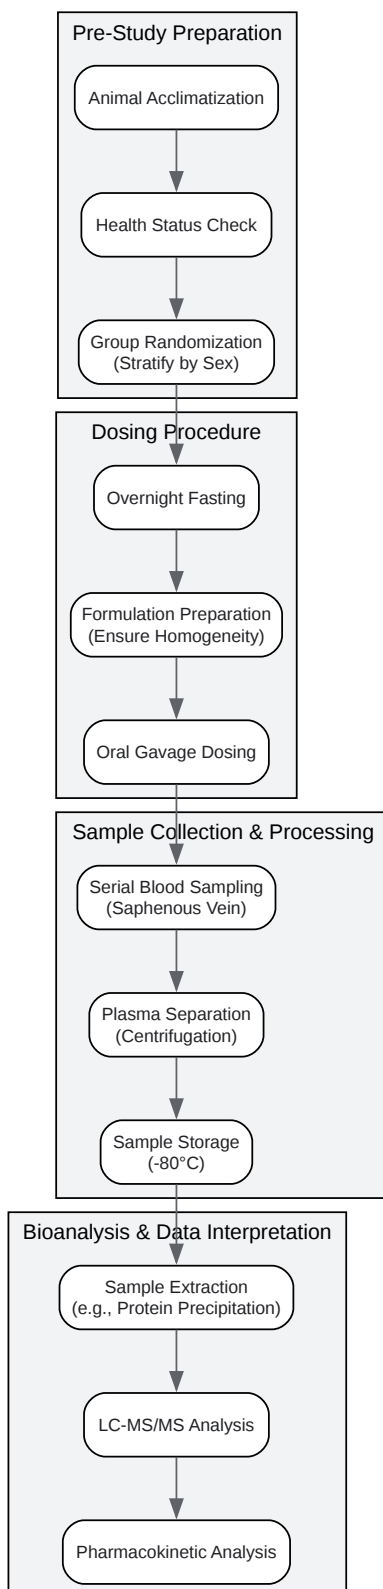 Pre-Study Preparation
Animal Acclimatization
Health Status Check
Group Randomization
(Stratify by Sex)
Dosing Procedure
Overnight Fasting
Formulation Preparation
(Ensure Homogeneity)
Oral Gavage Dosing
Sample Collection & Processing
Serial Blood Sampling
(Saphenous Vein)
Plasma Separation
(Centrifugation)
Sample Storage
(-80°C)
Bioanalysis & Data Interpretation
Sample Extraction
(e.g., Protein Precipitation)
LC-MS/MS Analysis
Pharmacokinetic Analysis